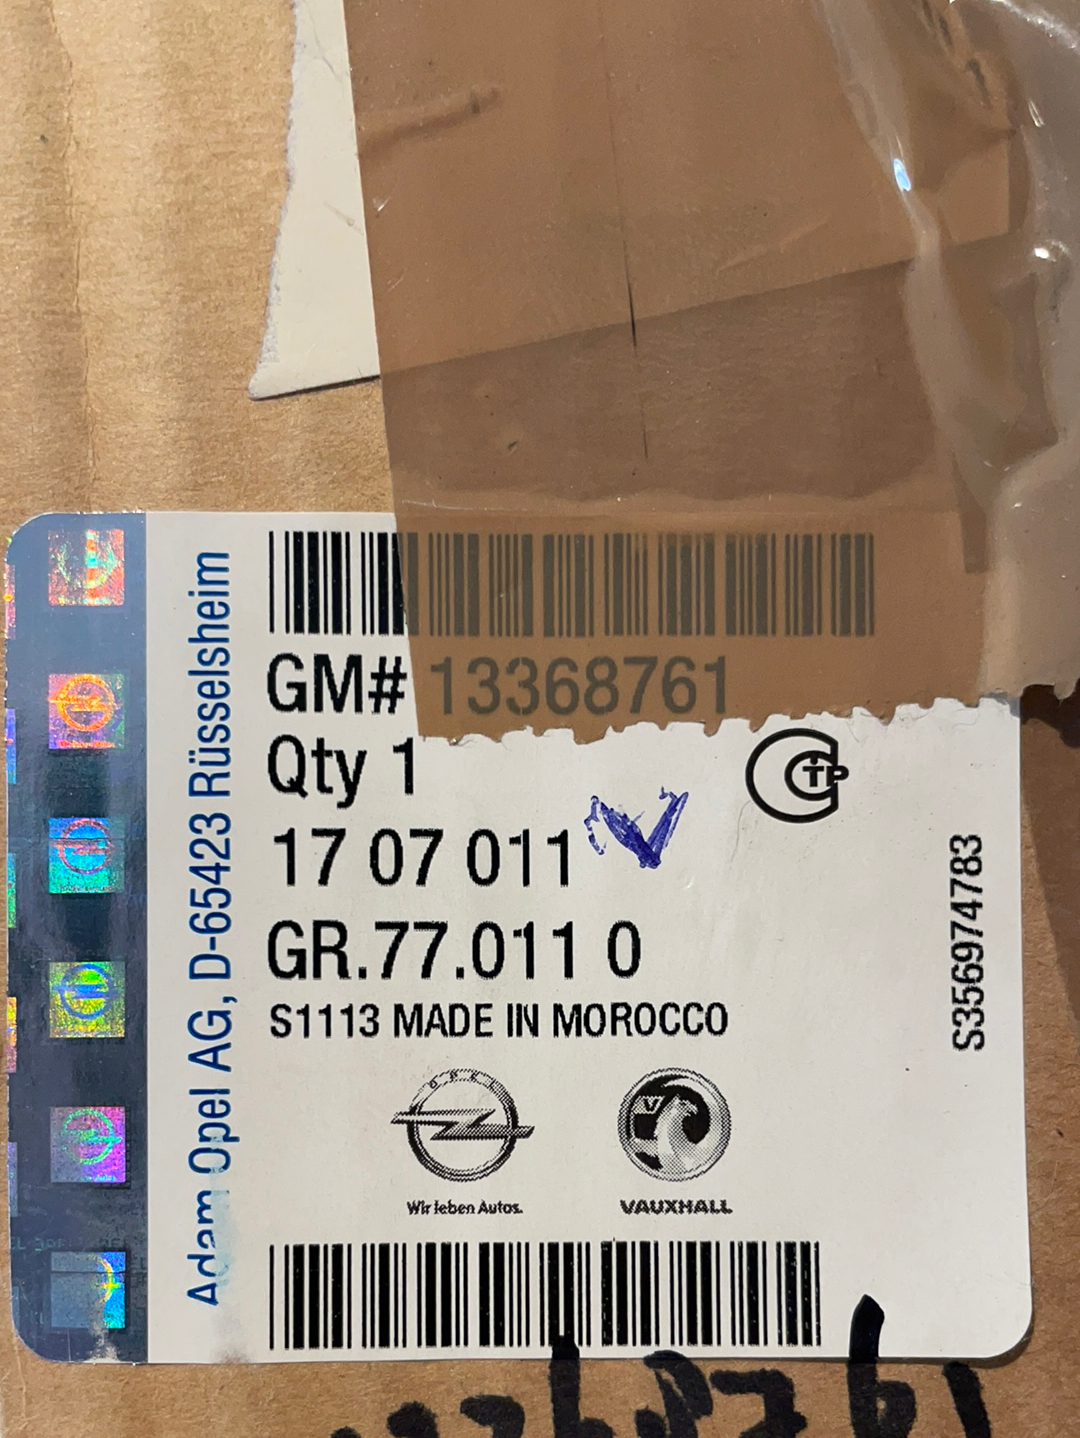 GM# 13368761
Qty 1
17 07 011
GR.77.011 0
S1113 MADE IN MOROCCO
OPEL
Wir leben Autos.
VAUXHALL
Adam Opel AG, D-65423 Rüsselsheim
S356974783